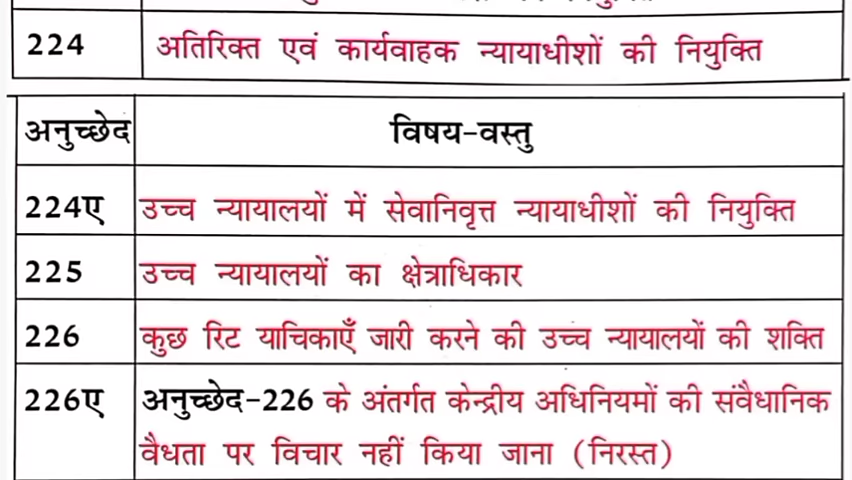 224 अतिरिक्त एवं कार्यवाहक न्यायाधीशों की नियुक्ति
अनुच्छेद विषय-वस्तु
224ए उच्च न्यायालयों में सेवानिवृत्त न्यायाधीशों की नियुक्ति
225 उच्च न्यायालयों का क्षेत्राधिकार
226 कुछ रिट याचिकाएँ जारी करने की उच्च न्यायालयों की शक्ति
226ए अनुच्छेद-226 के अंतर्गत केन्द्रीय अधिनियमों की संवैधानिक
वैधता पर विचार नहीं किया जाना (निरस्त)